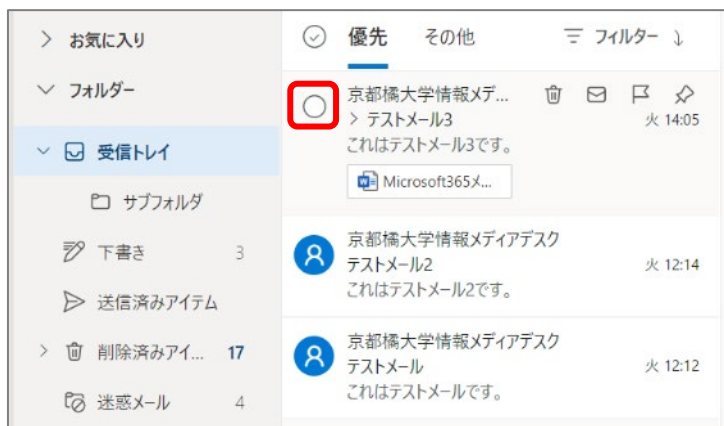 お気に入り
フォルダー
受信トレイ
サブフォルダ
下書き 3
送信済みアイテム
削除済みアイ... 17
迷惑メール 4
優先 その他 フィルター
京都橘大学情報メデ...
> テストメール3 火 14:05
これはテストメール3です。
Microsoft365メ...
京都橘大学情報メディアデスク
テストメール2 火 12:14
これはテストメール2です。
京都橘大学情報メディアデスク
テストメール 火 12:12
これはテストメールです。